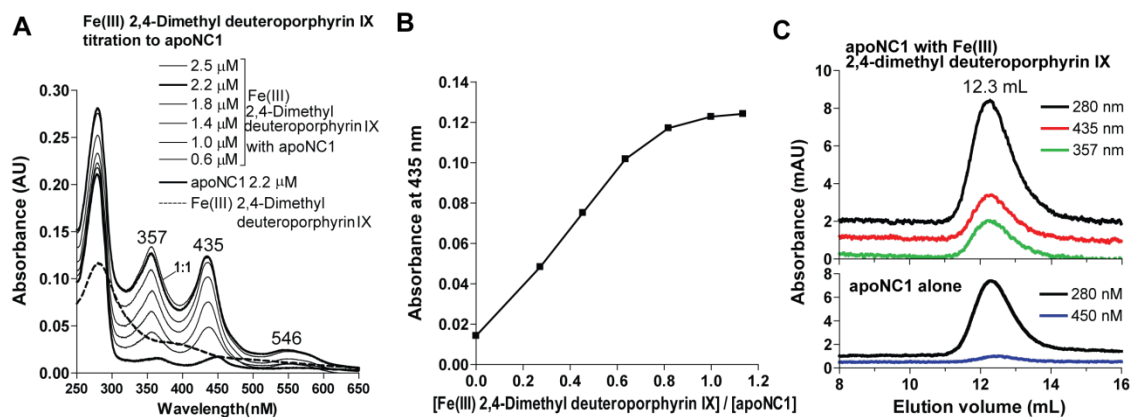 A
Fe(III) 2,4-Dimethyl deuteroporphyrin IX
titration to apoNC1
2.5 μM
2.2 μM
1.8 μM
1.4 μM
1.0 μM
0.6 μM
Fe(III)
2,4-Dimethyl
deuteroporphyrin IX
with apoNC1
apoNC1 2.2 μM
Fe(III) 2,4-Dimethyl
deuteroporphyrin IX
357
435
1:1
546
Absorbance (AU)
0.30
0.25
0.20
0.15
0.10
0.05
0.00
250 300 350 400 450 500 550 600 650
Wavelength(nM)
B
Absorbance at 435 nm
0.14
0.12
0.10
0.08
0.06
0.04
0.02
0.00
0.0 0.2 0.4 0.6 0.8 1.0 1.2
[Fe(III) 2,4-Dimethyl deuteroporphyrin IX] / [apoNC1]
C
apoNC1 with Fe(III)
2,4-dimethyl deuteroporphyrin IX
12.3 mL
280 nm
435 nm
357 nm
Absorbance (mAU)
10
8
6
4
2
0
apoNC1 alone
280 nM
450 nM
8
6
4
2
0
8 10 12 14 16
Elution volume (mL)